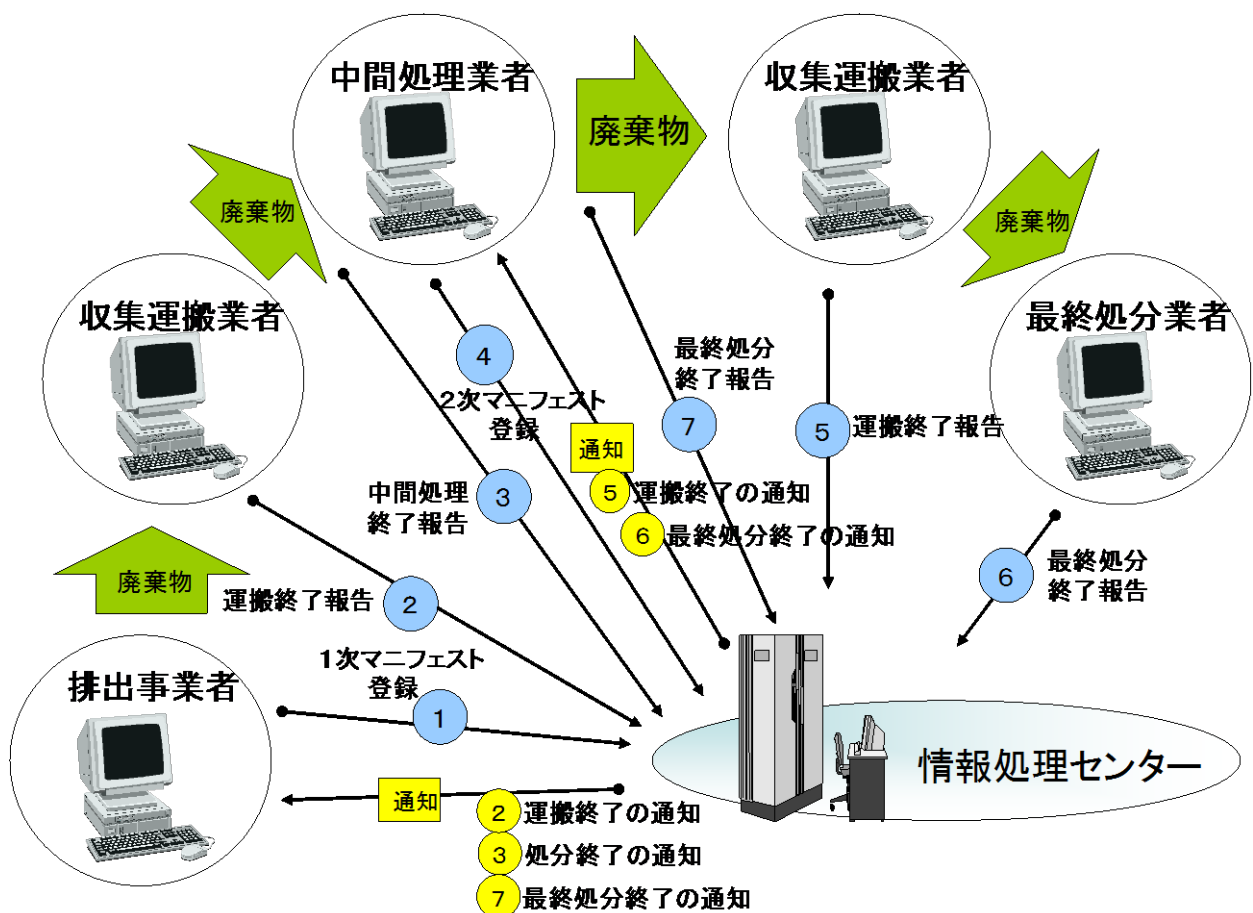 中間処理業者
収集運搬業者
廃棄物
廃棄物
廃棄物
収集運搬業者
最終処分業者
4
最終処分
終了報告
2次マニフェスト
登録
7
5
運搬終了報告
通知
中間処理
終了報告
3
5
運搬終了の通知
6
最終処分終了の通知
6
最終処分
終了報告
廃棄物
運搬終了報告
2
1次マニフェスト
登録
排出事業者
1
情報処理センター
通知
2
運搬終了の通知
3
処分終了の通知
7
最終処分終了の通知